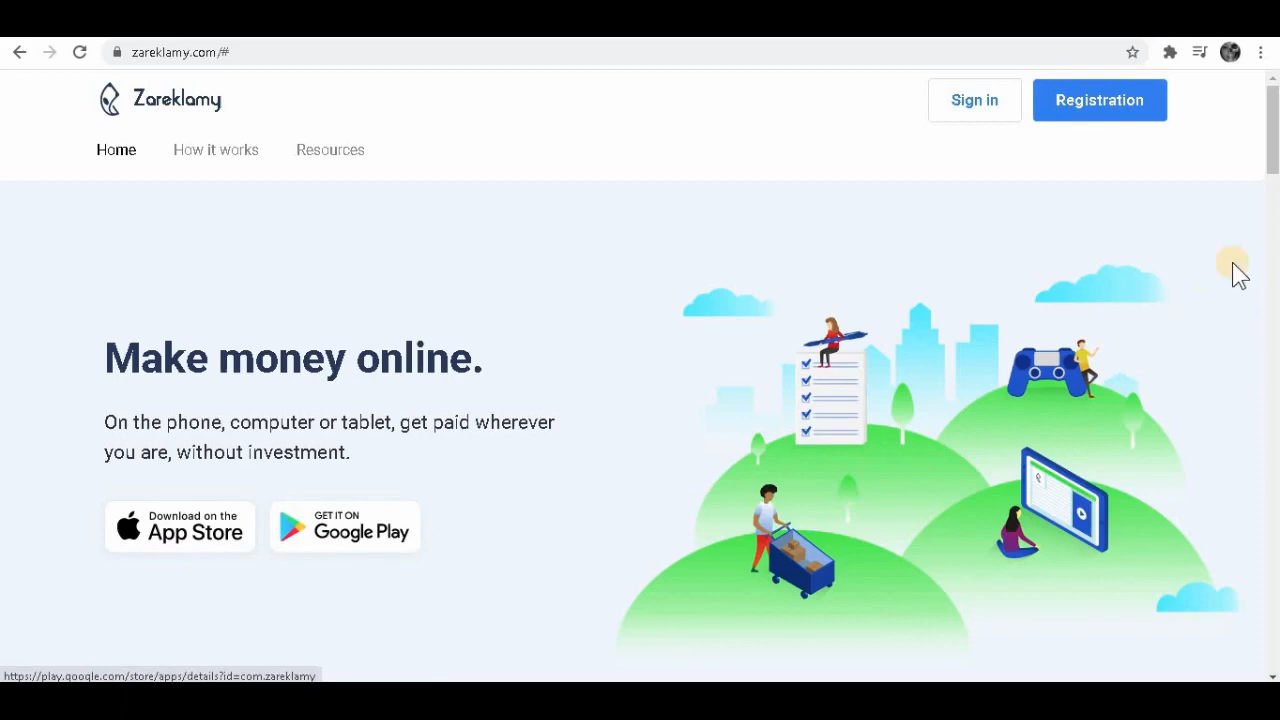 zareklamy.com/#
Zareklamy
Sign in
Registration
Home
How it works
Resources
Make money online.
On the phone, computer or tablet, get paid wherever
you are, without investment.
Download on the
App Store
GET IT ON
Google Play
https://play.google.com/store/apps/details?id=com.zareklamy